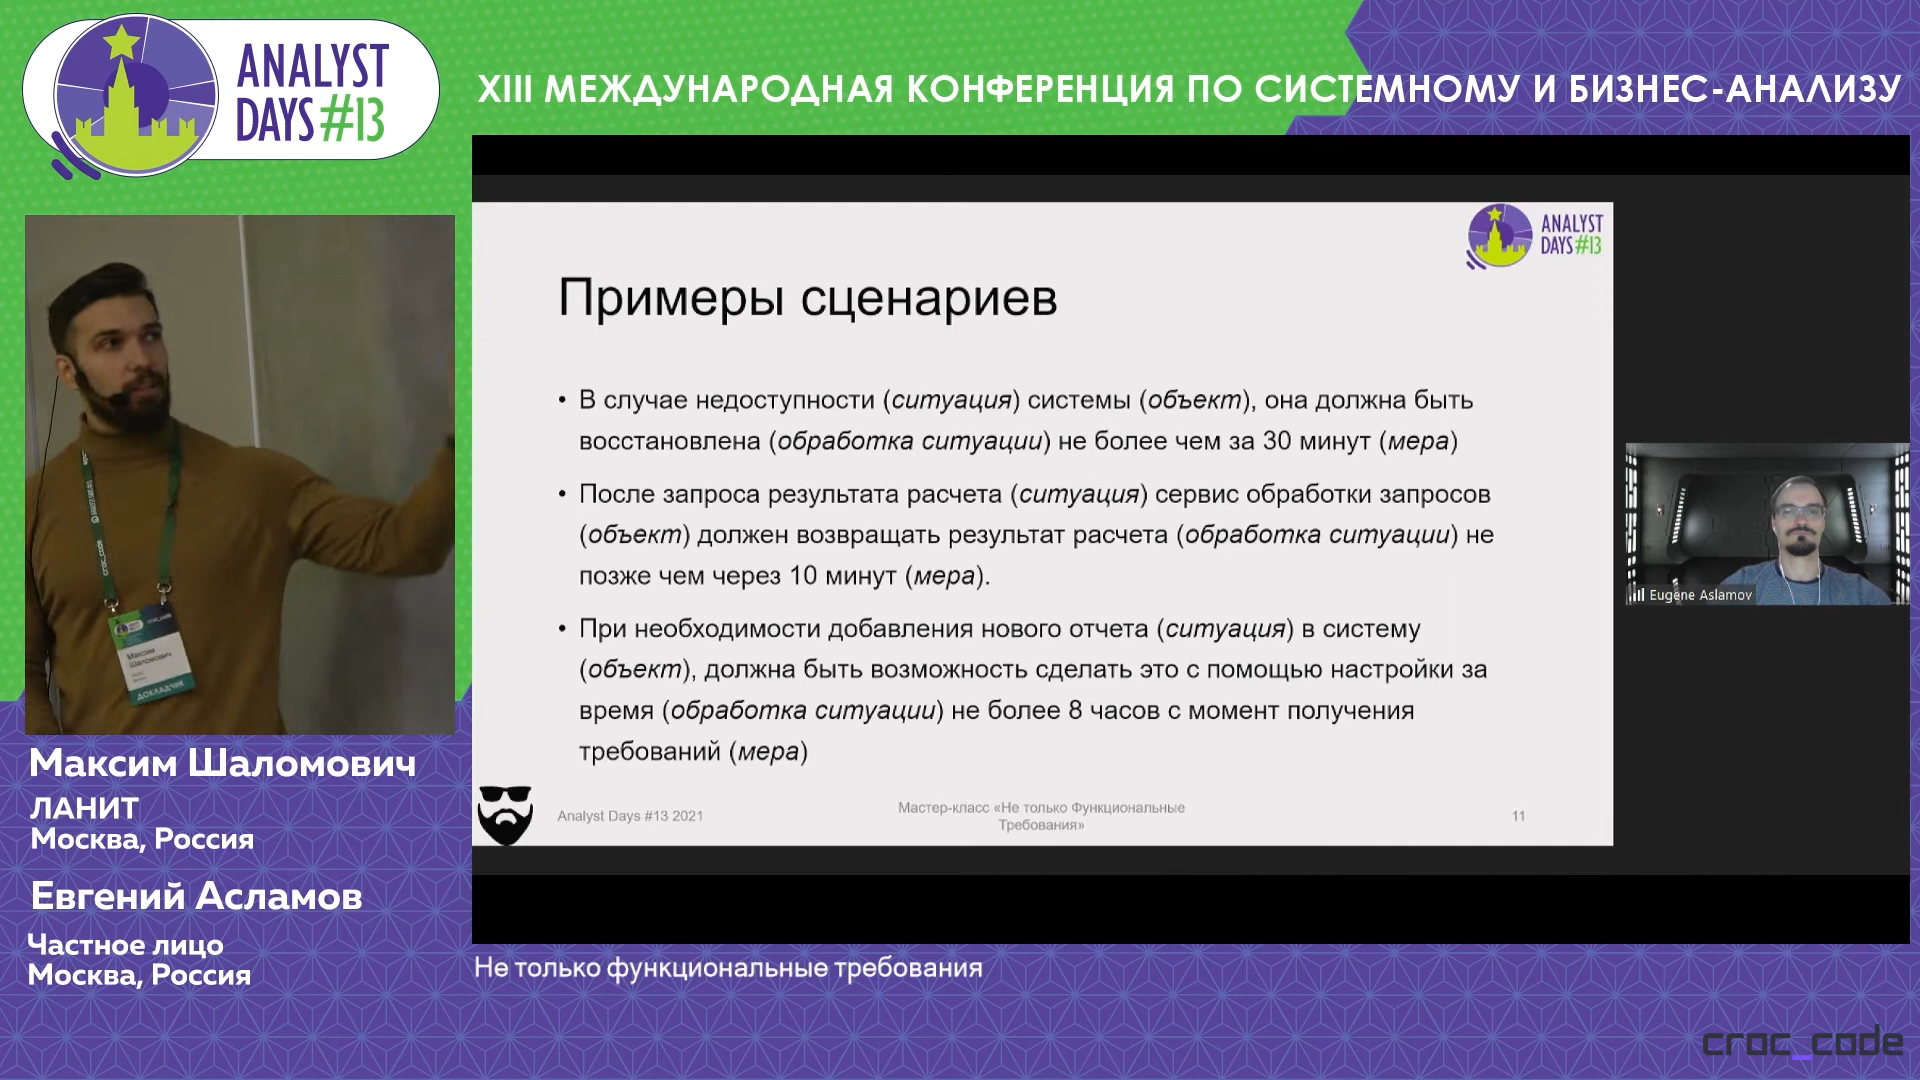 ANALYST
DAYS #13
XIII МЕЖДУНАРОДНАЯ КОНФЕРЕНЦИЯ ПО СИСТЕМНОМУ И БИЗНЕС-АНАЛИЗУ
ANALYST
DAYS #13
Примеры сценариев
• В случае недоступности (ситуация) системы (объект), она должна быть
восстановлена (обработка ситуации) не более чем за 30 минут (мера)
• После запроса результата расчета (ситуация) сервис обработки запросов
(объект) должен возвращать результат расчета (обработка ситуации) не
позже чем через 10 минут (мера).
• При необходимости добавления нового отчета (ситуация) в систему
(объект), должна быть возможность сделать это с помощью настройки за
время (обработка ситуации) не более 8 часов с момент получения
требований (мера)
Analyst Days #13 2021
Мастер-класс «Не только Функциональные
Требования»
11
Eugene Aslamov
Максим
Шаломович
ДОКЛАДЧИК
Максим Шаломович
ЛАНИТ
Москва, Россия
Евгений Асламов
Частное лицо
Москва, Россия
Не только функциональные требования
croc_code